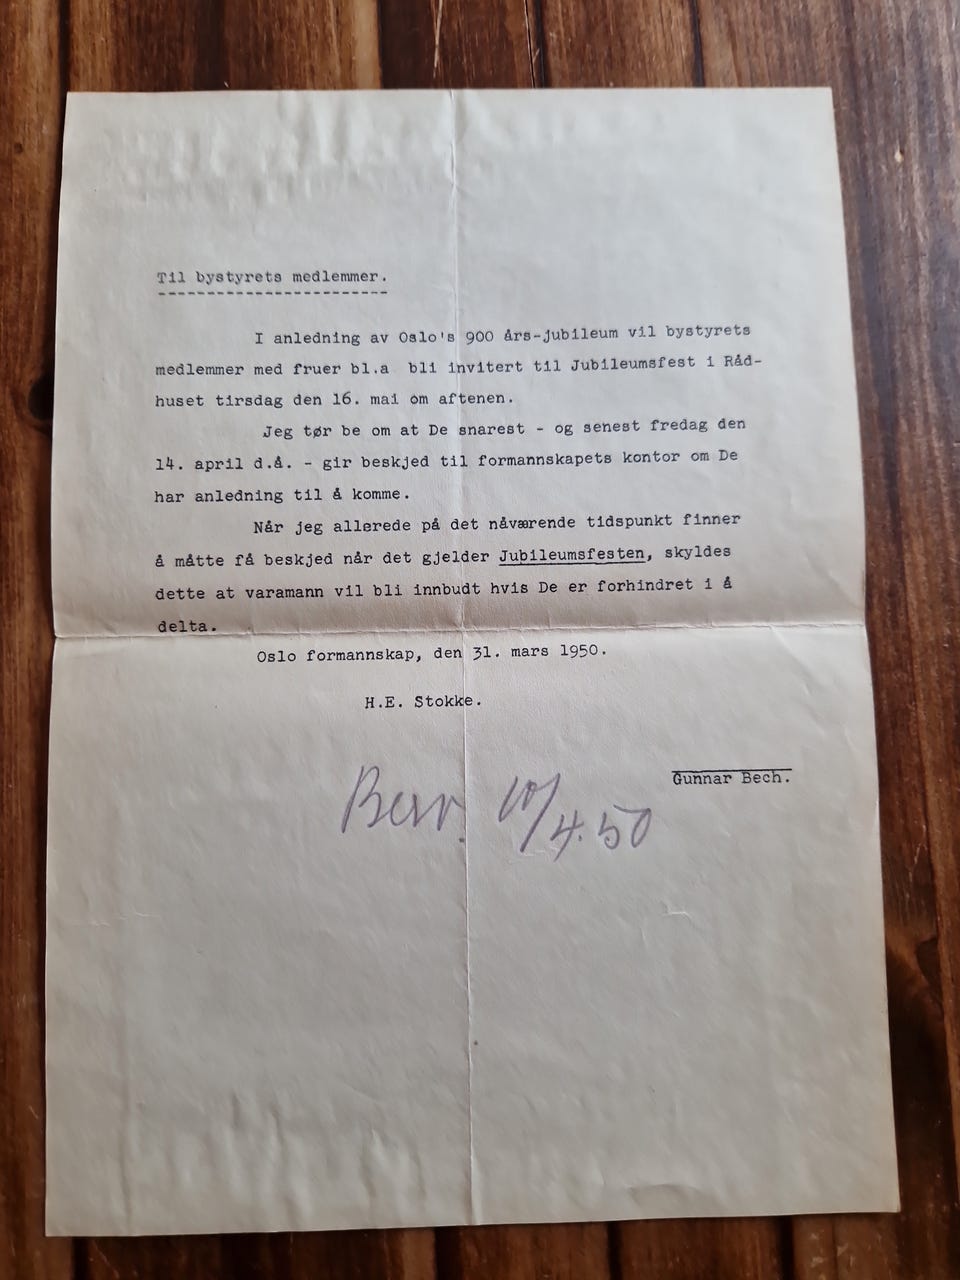 Til bystyrets medlemmer.
I anledning av Oslo's 900 års-jubileum vil bystyrets
medlemmer med fruer bl.a bli invitert til Jubileumsfest i Råd-
huset tirsdag den 16. mai om aftenen.
Jeg tør be om at De snarest - og senest fredag den
14. april d.å. - gir beskjed til formannskapets kontor om De
har anledning til å komme.
Når jeg allerede på det nåværende tidspunkt finner
å måtte få beskjed når det gjelder Jubileumsfesten, skyldes
dette at varamann vil bli innbudt hvis De er forhindret i å
delta.
Oslo formannskap, den 31. mars 1950.
H.E. Stokke.
Gunnar Bech.
Besv. 10/4.50